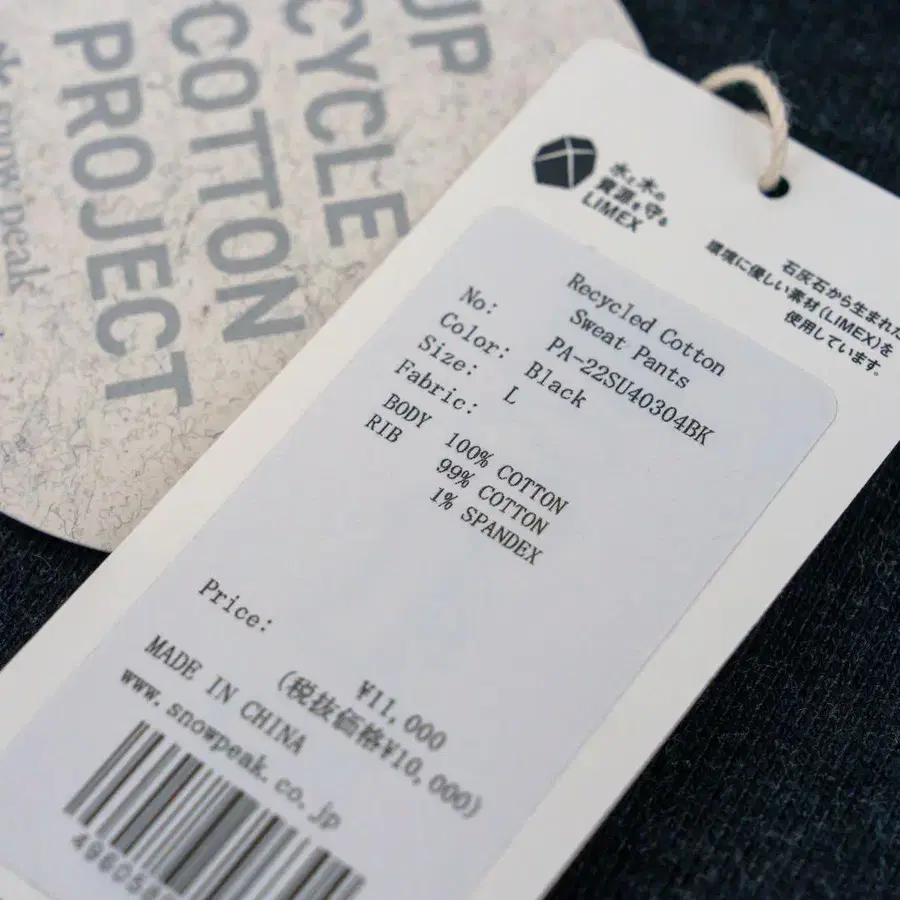 UP
CYCLE
COTTON
PROJECT
snow peak
水と木の
資源を守る
LIMEX
石灰石から生まれた
環境に優しい素材(LIMEX)を
使用しています。
Recycled Cotton
Sweat Pants
No: PA-22SU40304BK
Color: Black
Size: L
Fabric:
BODY 100% COTTON
RIB 99% COTTON
1% SPANDEX
Price:
¥11,000
(税抜価格¥10,000)
MADE IN CHINA
www.snowpeak.co.jp